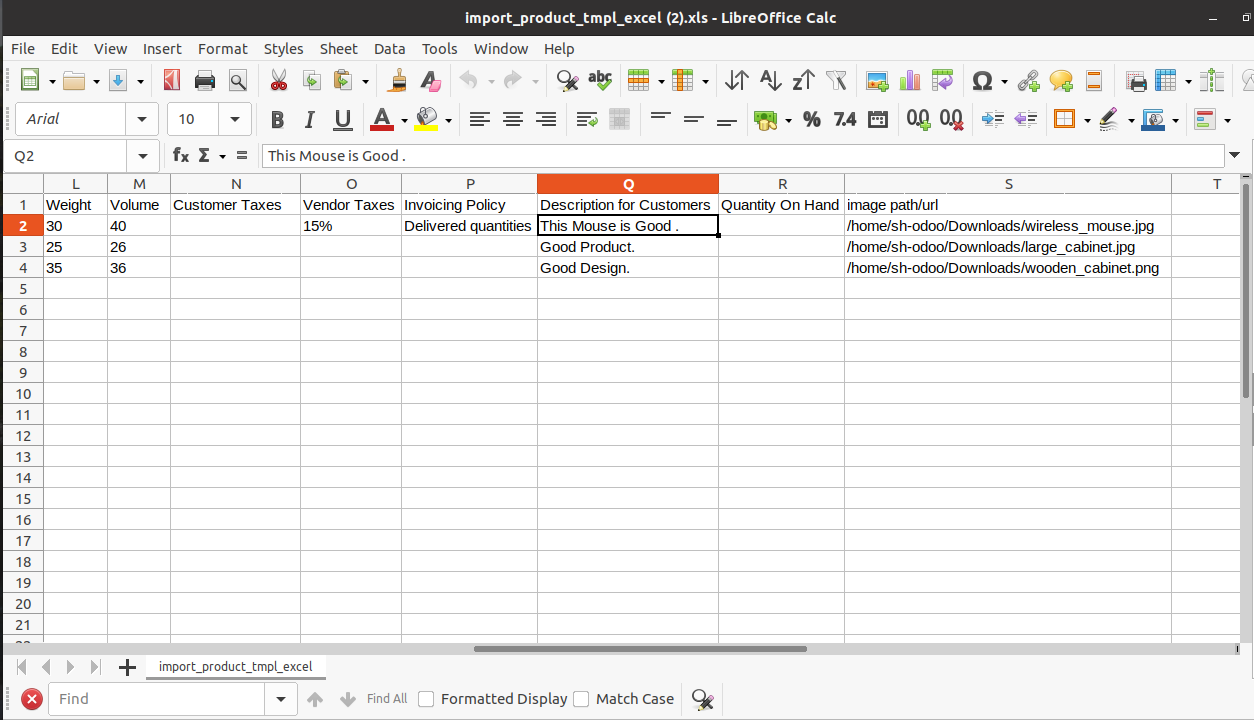 import_product_tmpl_excel (2).xls - LibreOffice Calc
File Edit View Insert Format Styles Sheet Data Tools Window Help
Arial 10
Q2 This Mouse is Good .
L M N O P Q R S T
1 Weight Volume Customer Taxes Vendor Taxes Invoicing Policy Description for Customers Quantity On Hand image path/url
2 30 40 15% Delivered quantities This Mouse is Good . /home/sh-odoo/Downloads/wireless_mouse.jpg
3 25 26 Good Product. /home/sh-odoo/Downloads/large_cabinet.jpg
4 35 36 Good Design. /home/sh-odoo/Downloads/wooden_cabinet.png
5
6
7
8
9
10
11
12
13
14
15
16
17
18
19
20
21
22
import_product_tmpl_excel
Find Find All Formatted Display Match Case